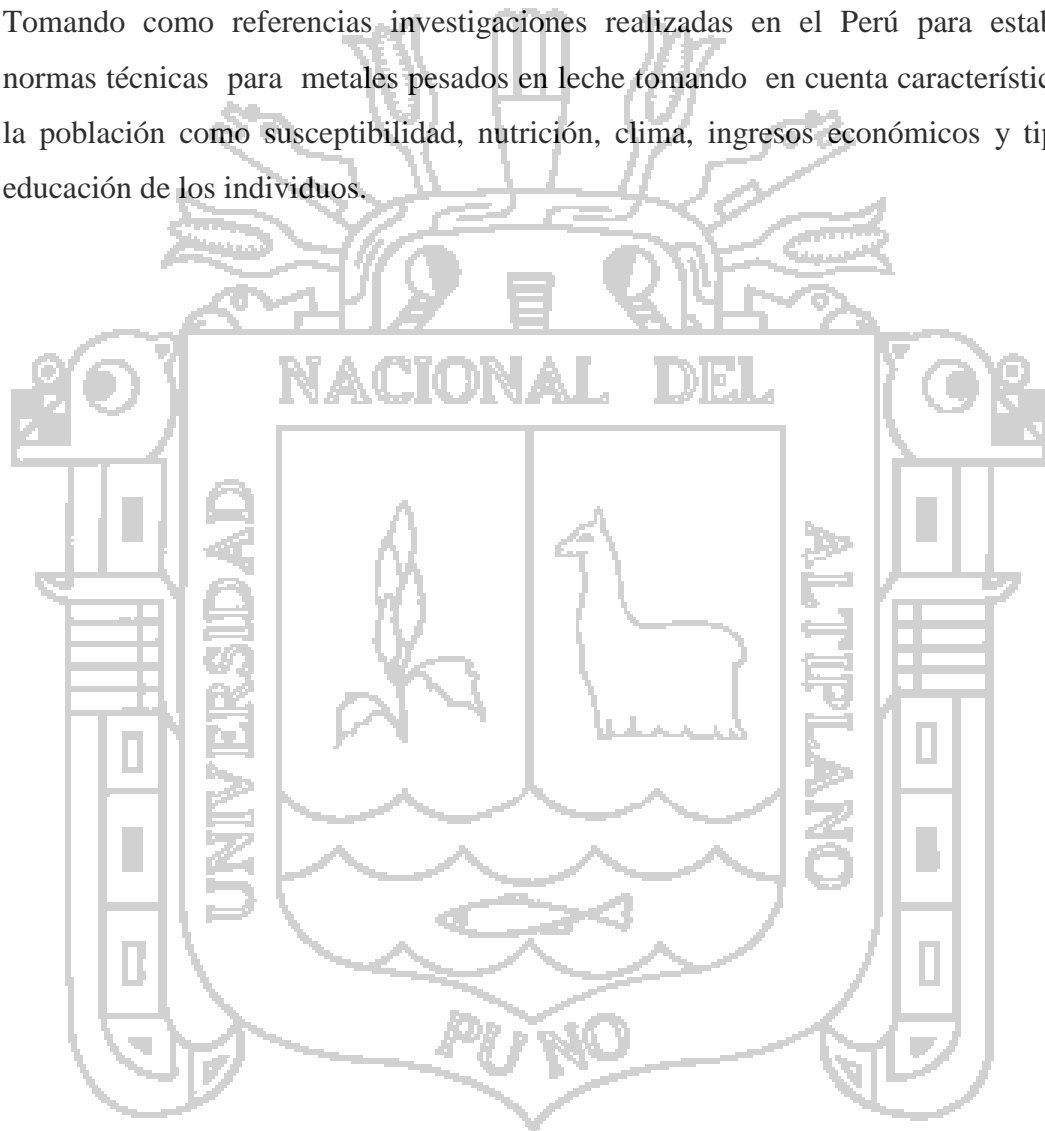 Tomando como referencias investigaciones realizadas en el Perú para estab
normas técnicas para metales pesados en leche tomando en cuenta característic
la población como susceptibilidad, nutrición, clima, ingresos económicos y tip
educación de los individuos.
NACIONAL DEL
UNIVERSIDAD
ALTIPLANO
PUNO